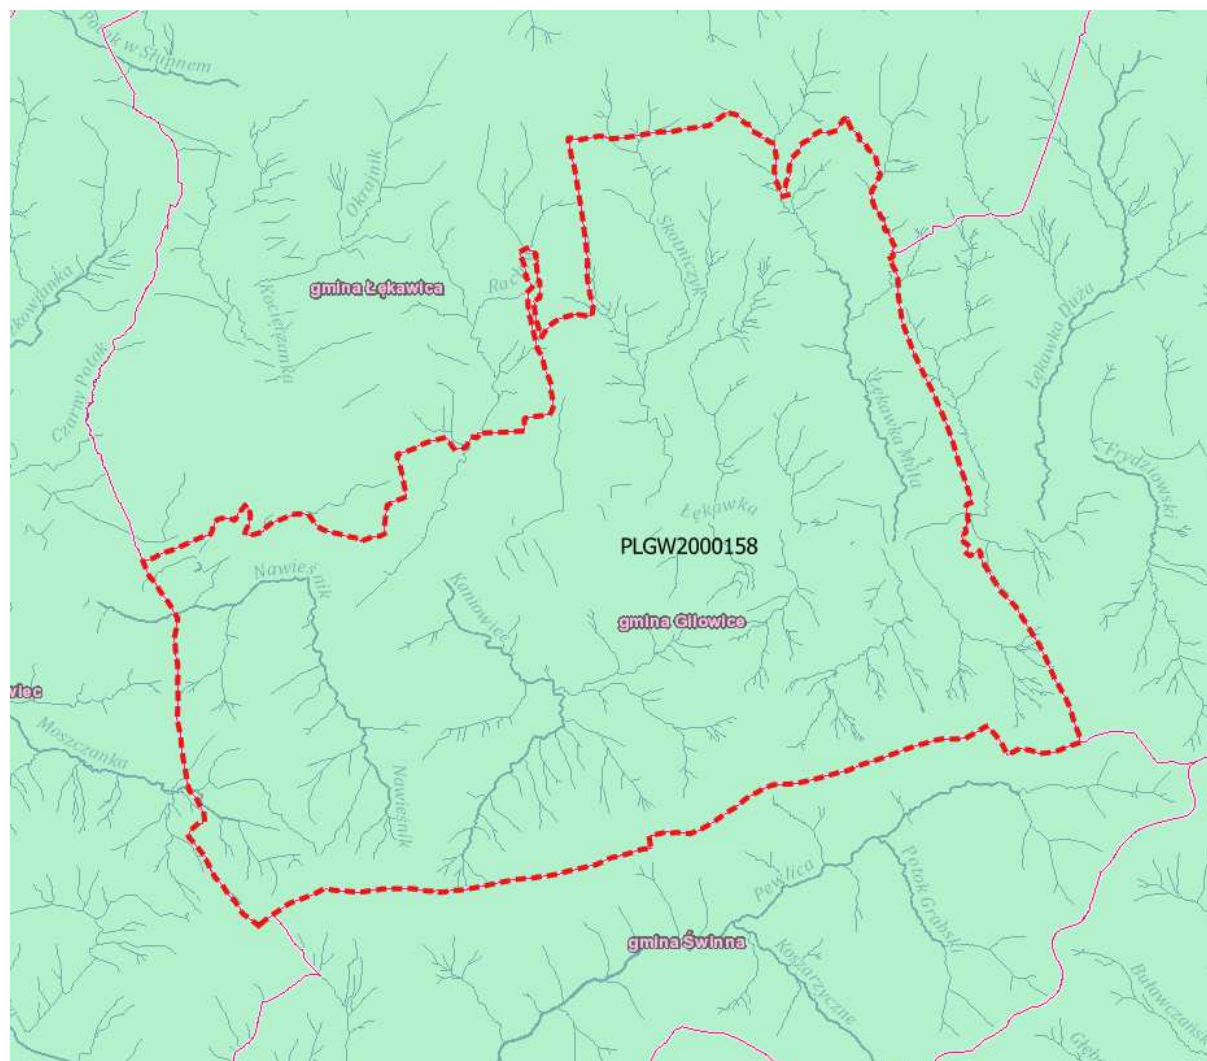 Potok w Słupnem
Okrajnik
Skotniczyk
gmina Łękawica
Kocierzanka
Łękawka Duża
Czarny Potok
Łękawka Mała
Frydziowski
Łękawka
PLGW2000158
Nawieśnik
Kaniowiec
gmina Gilowice
Moszczanka
Nawieśnik
Pewlica
Potok Grabski
gmina Świnna
Koszarzyczne